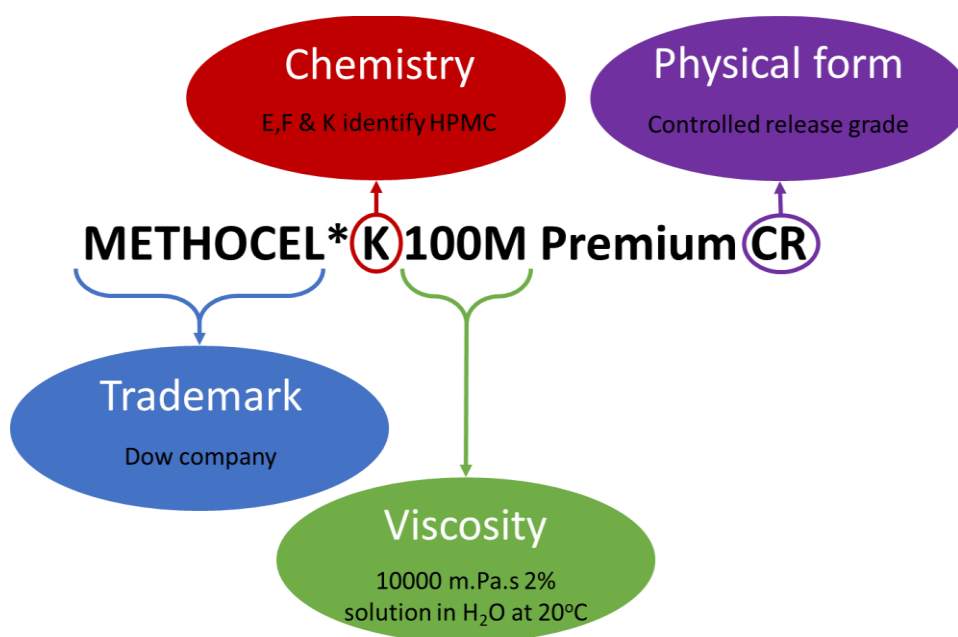 Chemistry
E,F & K identify HPMC
Physical form
Controlled release grade
METHOCEL* K 100M Premium CR
Trademark
Dow company
Viscosity
10000 m.Pa.s 2%
solution in H₂O at 20°C